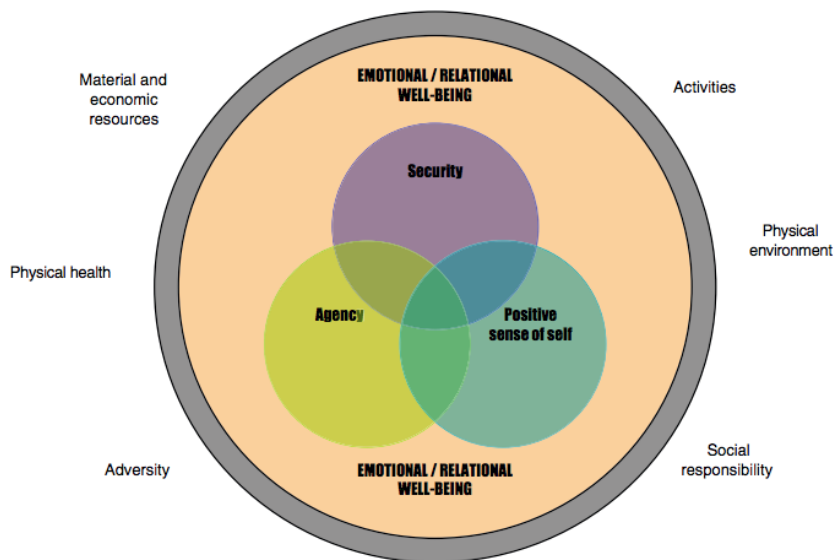 EMOTIONAL / RELATIONAL
WELL-BEING
Material and
economic
resources
Activities
Security
Physical
environment
Physical health
Agency
Positive
sense of self
Adversity
Social
responsibility
EMOTIONAL / RELATIONAL
WELL-BEING